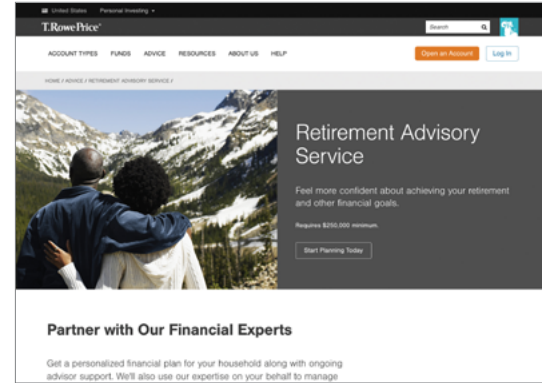 United States Personal Investing
T.RowePrice®
Search
ACCOUNT TYPES FUNDS ADVICE RESOURCES ABOUT US HELP
Open an Account Log In
HOME / ADVICE / RETIREMENT ADVISORY SERVICE /
Retirement Advisory
Service
Feel more confident about achieving your retirement
and other financial goals.
Requires $250,000 minimum.
Start Planning Today
Partner with Our Financial Experts
Get a personalized financial plan for your household along with ongoing
advisor support. We'll also use our expertise on your behalf to manage